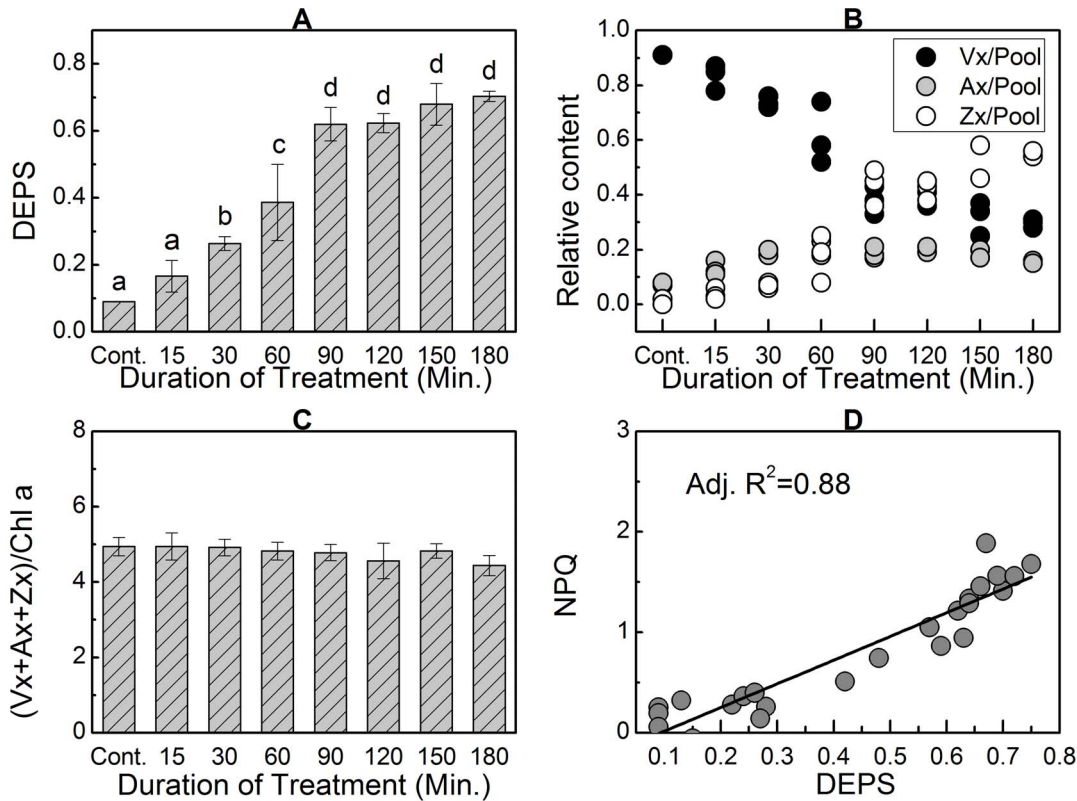 A
0.8
0.6
0.4
0.2
0.0
DEPS
a
a
b
c
d
d
d
d
Cont. 15 30 60 90 120 150 180
Duration of Treatment (Min.)
B
1.0
0.8
0.6
0.4
0.2
0.0
Relative content
Vx/Pool
Ax/Pool
Zx/Pool
Cont. 15 30 60 90 120 150 180
Duration of Treatment (Min.)
C
8
6
4
2
0
(Vx+Ax+Zx)/Chl a
Cont. 15 30 60 90 120 150 180
Duration of Treatment (Min.)
D
3
2
1
0
NPQ
Adj. R²=0.88
0.1 0.2 0.3 0.4 0.5 0.6 0.7 0.8
DEPS